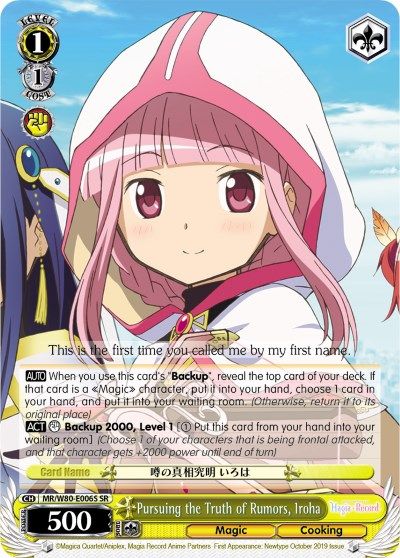 LEVEL
1
1
COST
This is the first time you called me by my first name.
AUTO When you use this card's "Backup", reveal the top card of your deck. If
that card is a «Magic» character, put it into your hand, choose 1 card in
your hand, and put it into your waiting room. (Otherwise, return it to its
original place)
ACT Backup 2000, Level 1 [① Put this card from your hand into your
waiting room] (Choose 1 of your characters that is being frontal attacked,
and that character gets +2000 power until end of turn)
Card Name 噂の真相究明 いろは
CH MR/W80-E006S SR
Pursuing the Truth of Rumors, Iroha
Magia Record
POWER
500
SOUL
Magic Cooking
©Magica Quartet/Aniplex, Magia Record Anime Partners First Appearance: Newtype October 2019 Issue